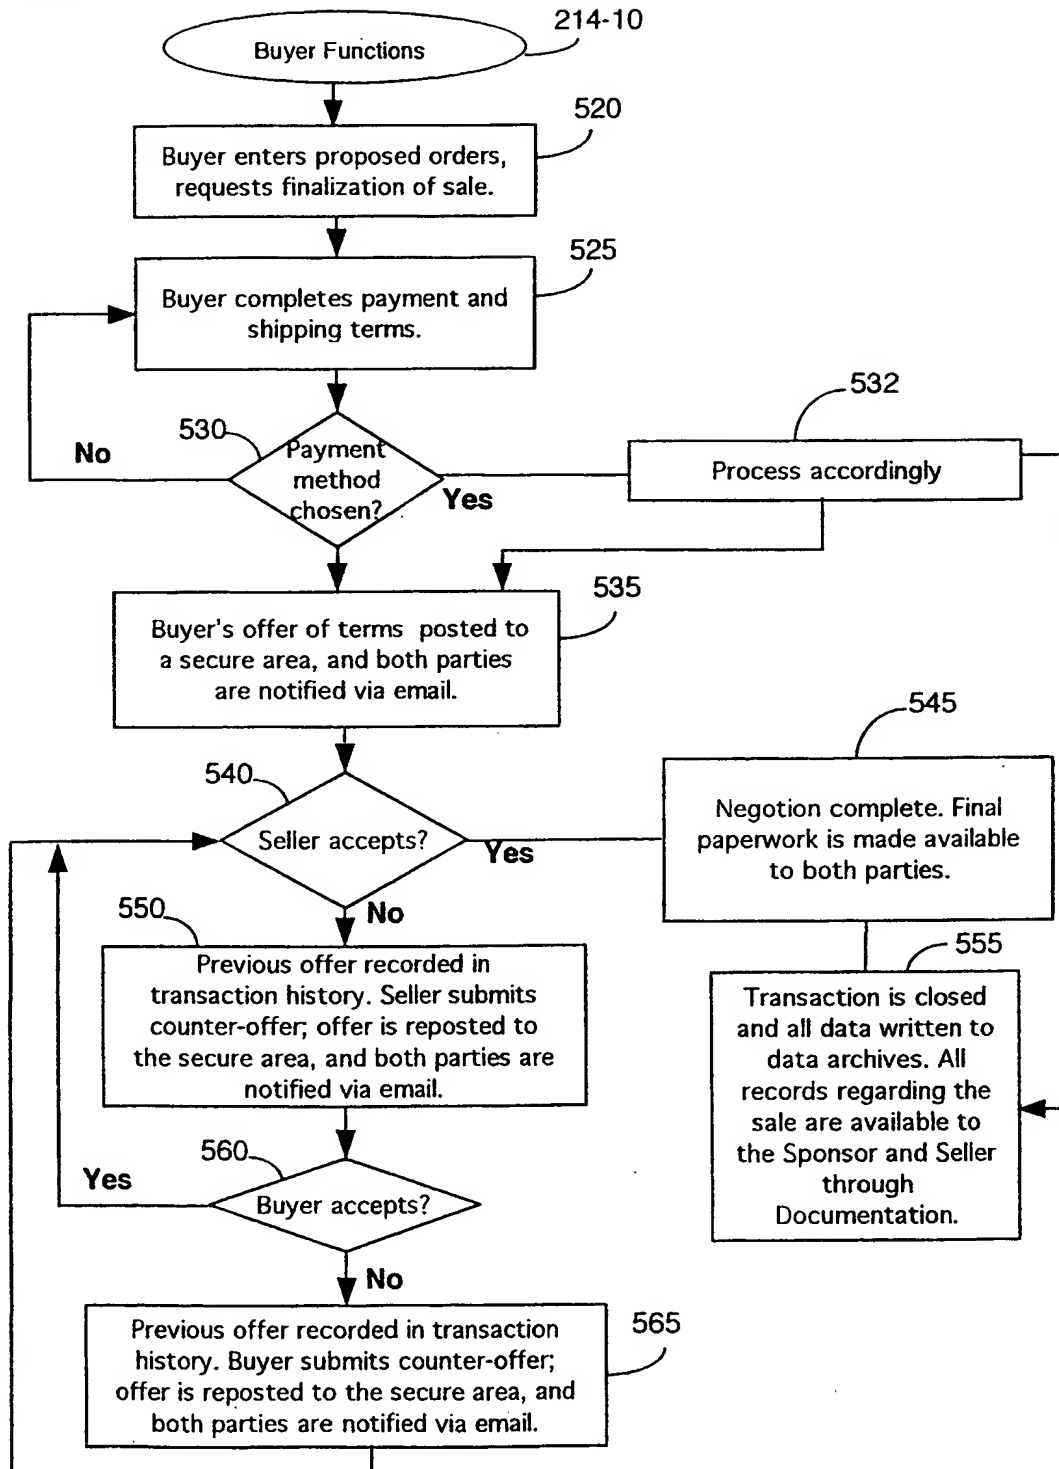 214-10
Buyer Functions
520
Buyer enters proposed orders,
requests finalization of sale.
525
Buyer completes payment and
shipping terms.
532
530
No
Payment
method
chosen?
Yes
Process accordingly
535
Buyer's offer of terms posted to
a secure area, and both parties
are notified via email.
545
540
Seller accepts?
Yes
Negotion complete. Final
paperwork is made available
to both parties.
No
550
555
Previous offer recorded in
transaction history. Seller submits
counter-offer; offer is reposted to
the secure area, and both parties are
notified via email.
Transaction is closed
and all data written to
data archives. All
records regarding the
sale are available to
the Sponsor and Seller
through
Documentation.
560
Yes
Buyer accepts?
No
565
Previous offer recorded in transaction
history. Buyer submits counter-offer;
offer is reposted to the secure area, and
both parties are notified via email.